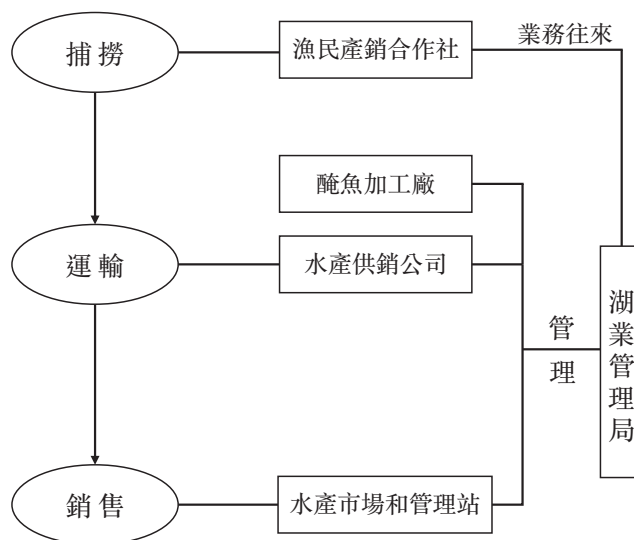 捕撈
漁民產銷合作社
業務往來
醃魚加工廠
運輸
水產供銷公司
管理
湖業管理局
銷售
水產市場和管理站